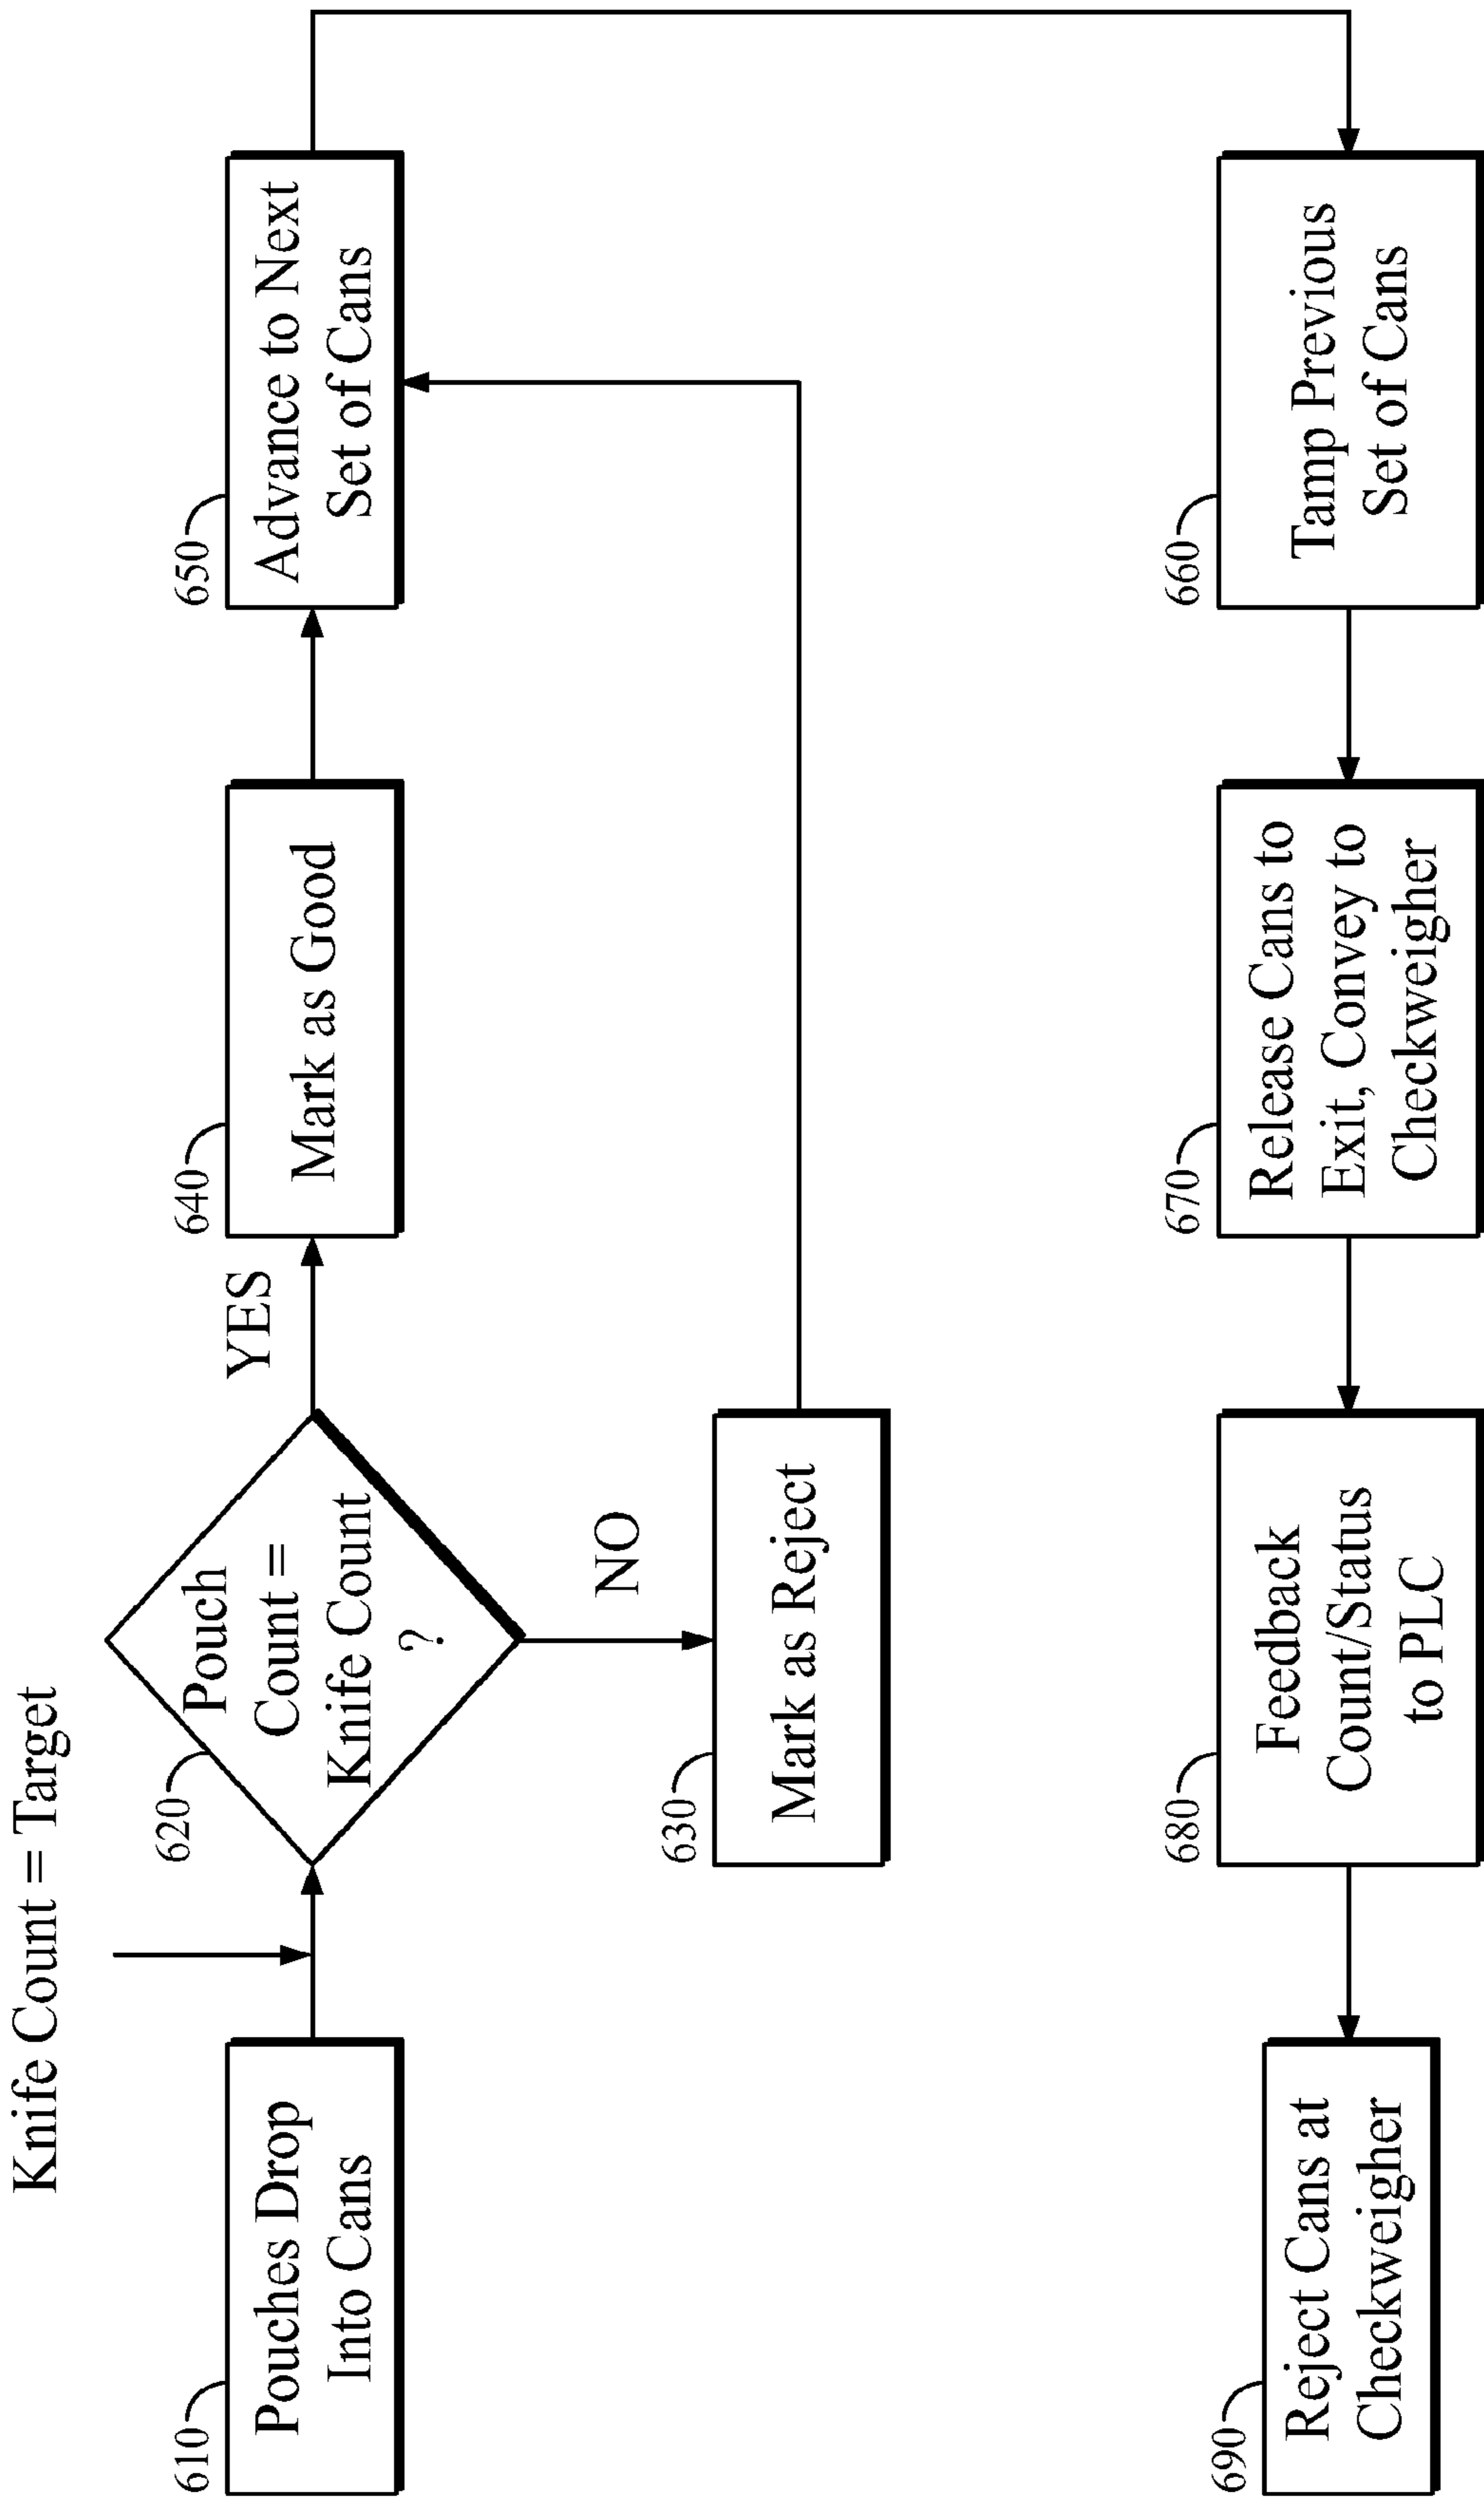 Knife Count = Target
610
Pouches Drop
Into Cans
620
Pouch
Count =
Knife Count
?
YES
NO
630
Mark as Reject
640
Mark as Good
650
Advance to Next
Set of Cans
660
Tamp Previous
Set of Cans
670
Release Cans to
Exit, Convey to
Checkweigher
680
Feedback
Count/Status
to PLC
690
Reject Cans at
Checkweigher